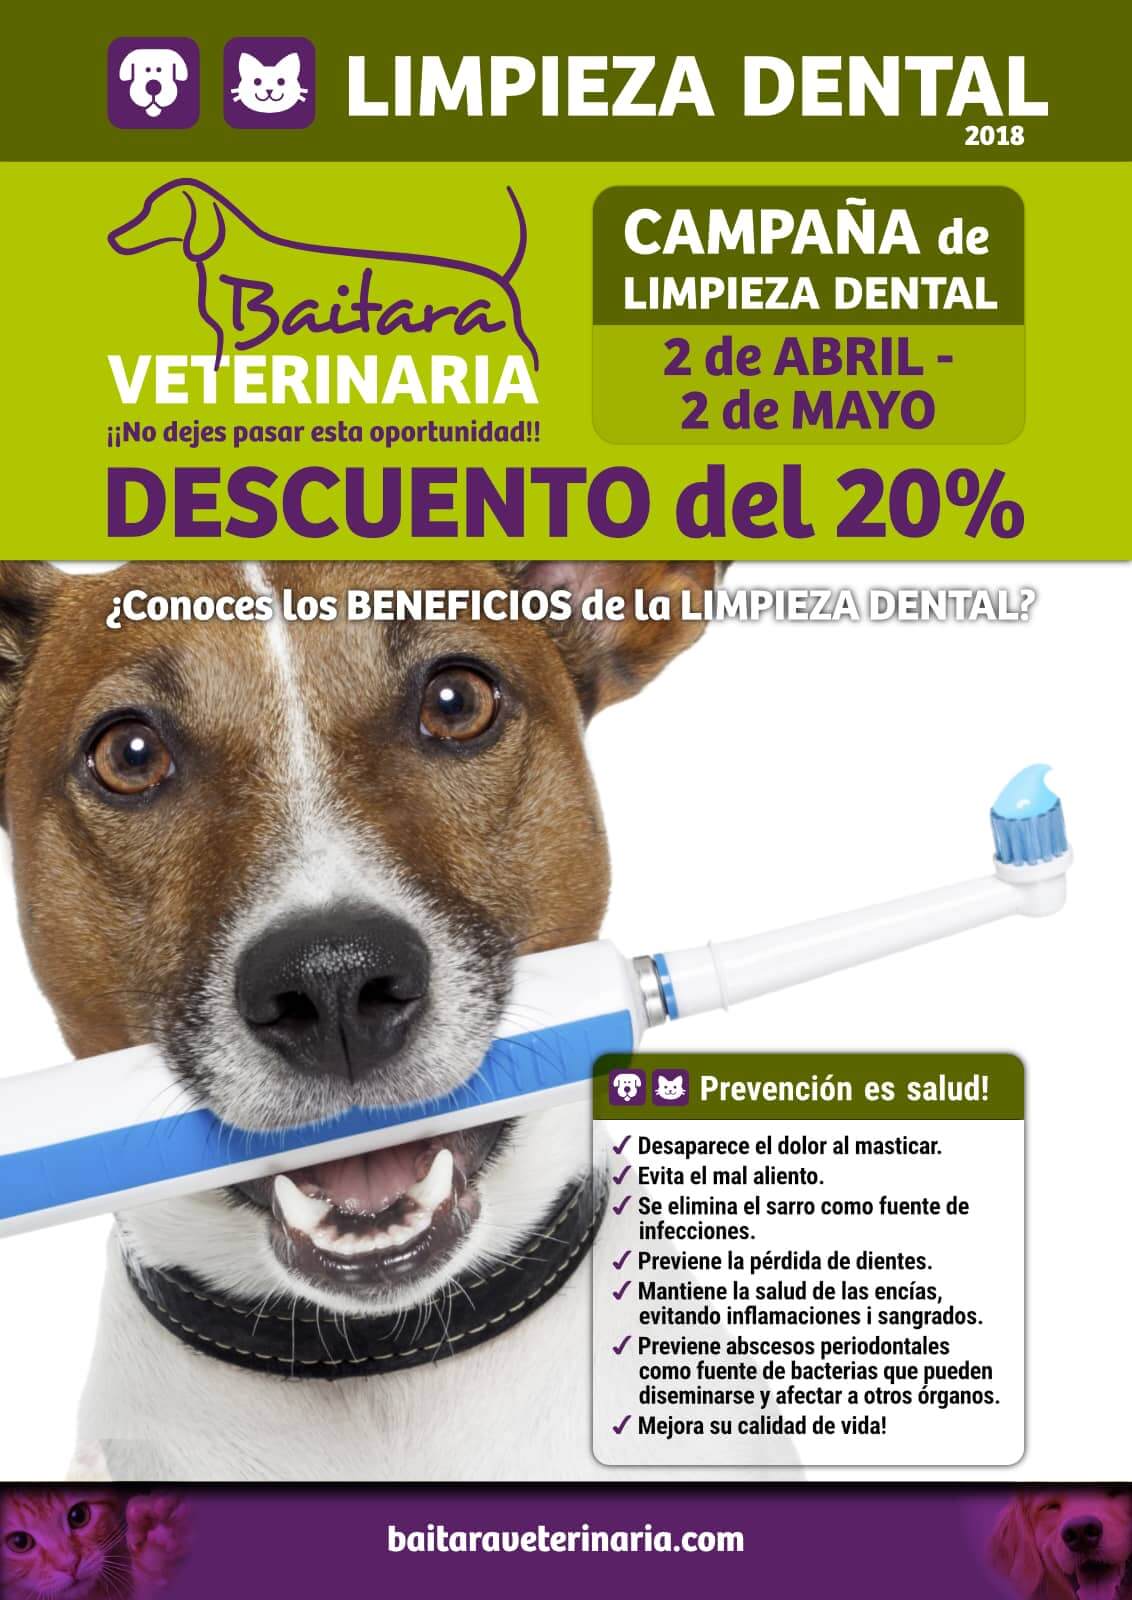 LIMPIEZA DENTAL
2018
Baitara
VETERINARIA
¡¡No dejes pasar esta oportunidad!!
CAMPAÑA de
LIMPIEZA DENTAL
2 de ABRIL -
2 de MAYO
DESCUENTO del 20%
¿Conoces los BENEFICIOS de la LIMPIEZA DENTAL?
Prevención es salud!
✓ Desaparece el dolor al masticar.
✓ Evita el mal aliento.
✓ Se elimina el sarro como fuente de
infecciones.
✓ Previene la pérdida de dientes.
✓ Mantiene la salud de las encías,
evitando inflamaciones i sangrados.
✓ Previene abscesos periodontales
como fuente de bacterias que pueden
diseminarse y afectar a otros órganos.
✓ Mejora su calidad de vida!
baitaraveterinaria.com